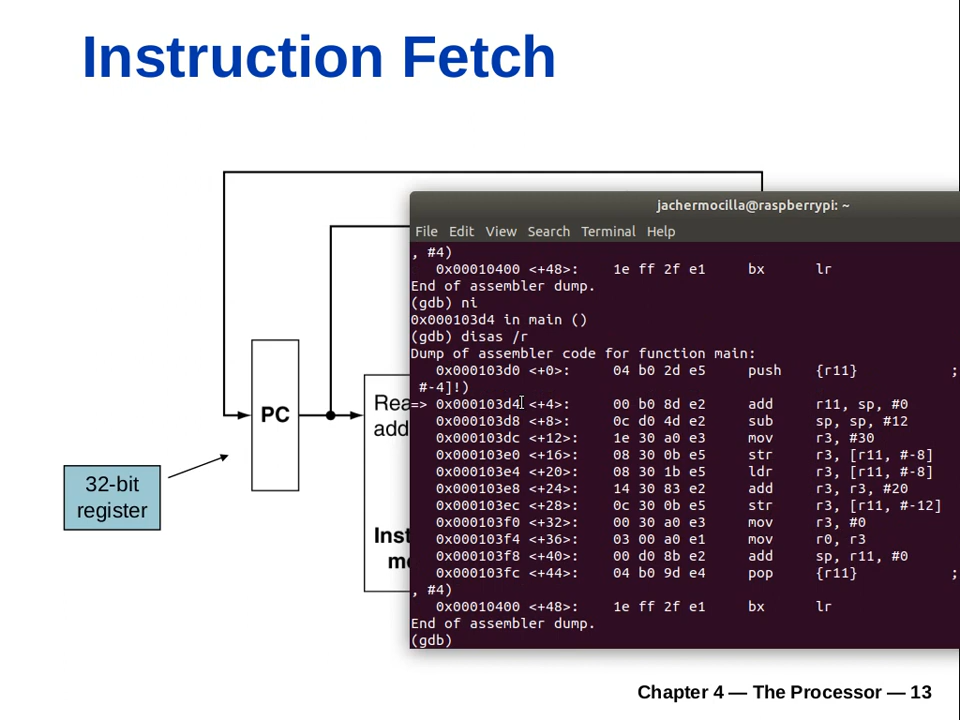 Instruction Fetch
jachermocilla@raspberrypi: ~
File Edit View Search Terminal Help
, #4)
0x00010400 <+48>: 1e ff 2f e1 bx lr
End of assembler dump.
(gdb) ni
0x000103d4 in main ()
(gdb) disas /r
Dump of assembler code for function main:
0x000103d0 <+0>: 04 b0 2d e5 push {r11} ;
#-4]!)
=> 0x000103d4 <+4>: 00 b0 8d e2 add r11, sp, #0
0x000103d8 <+8>: 0c d0 4d e2 sub sp, sp, #12
0x000103dc <+12>: 1e 30 a0 e3 mov r3, #30
0x000103e0 <+16>: 08 30 0b e5 str r3, [r11, #-8]
0x000103e4 <+20>: 08 30 1b e5 ldr r3, [r11, #-8]
0x000103e8 <+24>: 14 30 83 e2 add r3, r3, #20
0x000103ec <+28>: 0c 30 0b e5 str r3, [r11, #-12]
0x000103f0 <+32>: 00 30 a0 e3 mov r3, #0
0x000103f4 <+36>: 03 00 a0 e1 mov r0, r3
0x000103f8 <+40>: 00 d0 8b e2 add sp, r11, #0
0x000103fc <+44>: 04 b0 9d e4 pop {r11} ;
, #4)
0x00010400 <+48>: 1e ff 2f e1 bx lr
End of assembler dump.
(gdb)
PC
Rea
add
32-bit
register
Inst
me
Chapter 4 — The Processor — 13